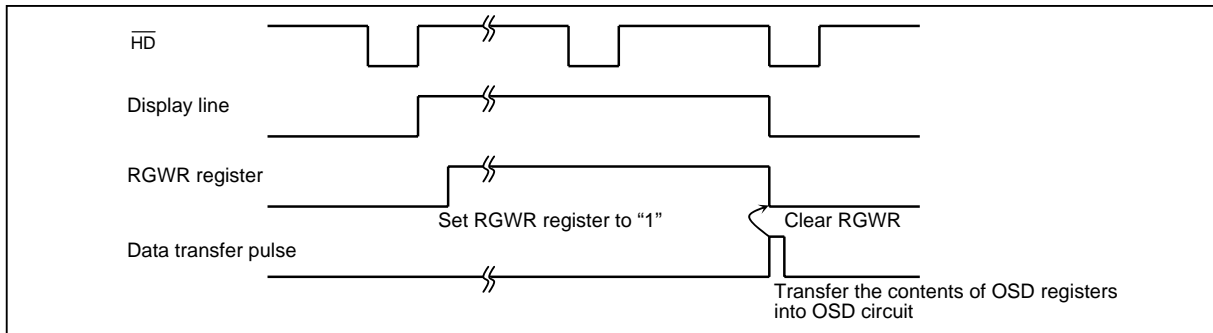 HD
Display line
RGWR register
Set RGWR register to “1”
Clear RGWR
Data transfer pulse
Transfer the contents of OSD registers
into OSD circuit